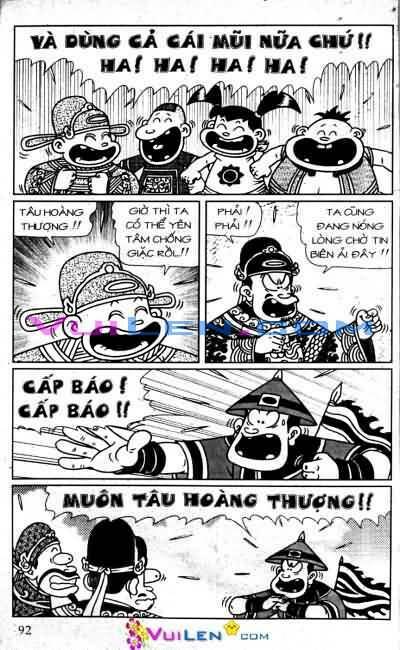 VÀ DÙNG CẢ CÁI MŨI NỮA CHỨ!!
HA! HA! HA! HA!
TÂU HOÀNG
THƯỢNG!!
GIỜ THÌ TA
CÓ THỂ YÊN
TÂM CHỐNG
GIẶC RỒI...
PHẢI!
PHẢI!
TA CŨNG
ĐANG NÓNG
LÒNG CHỜ TIN
BIÊN ẢI ĐÂY!!
VUILEN.COM
CẤP BÁO!
CẤP BÁO!!
MUÔN TÂU HOÀNG THƯỢNG!!
92
VUILEN.COM